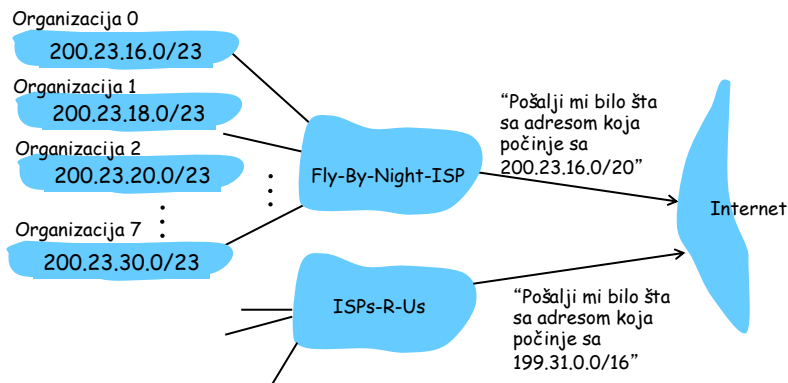 Organizacija 0
200.23.16.0/23
Organizacija 1
200.23.18.0/23
Organizacija 2
200.23.20.0/23
Organizacija 7
200.23.30.0/23
Fly-By-Night-ISP
“Pošalji mi bilo šta
sa adresom koja
počinje sa
200.23.16.0/20”
Internet
ISPs-R-Us
“Pošalji mi bilo šta
sa adresom koja
počinje sa
199.31.0.0/16”